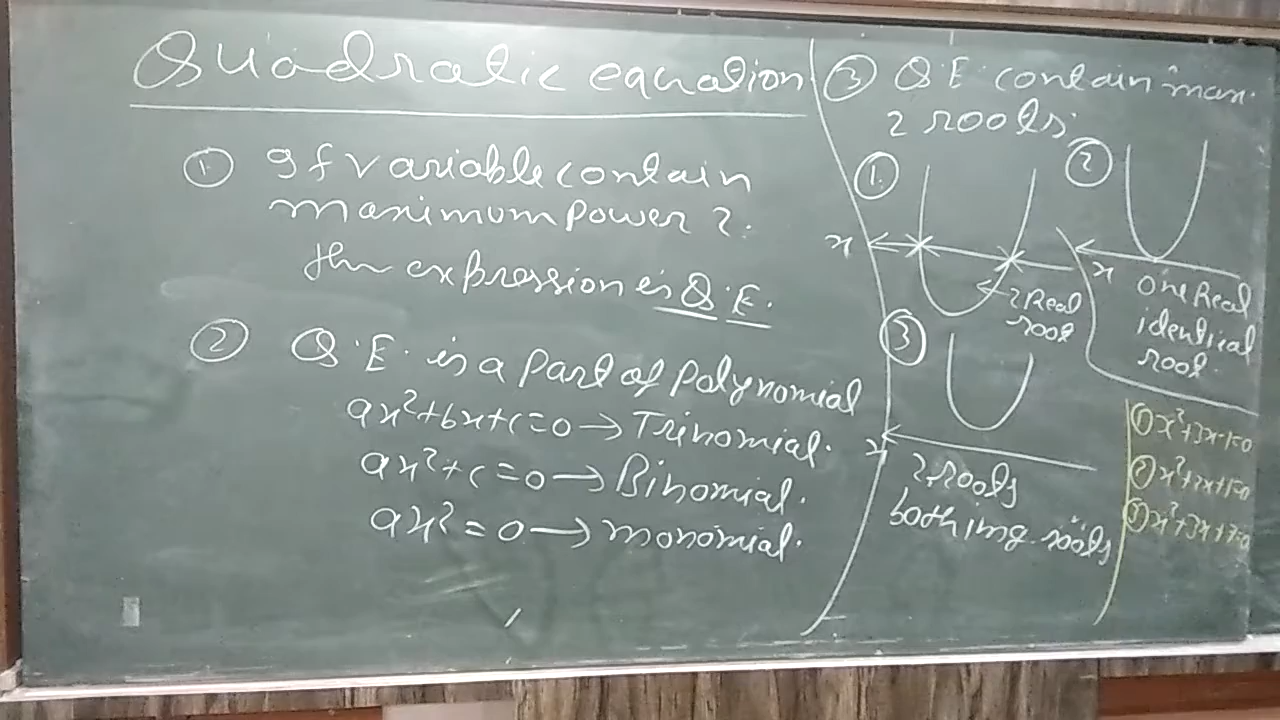 Quadratic equation
① If variable contain
maximum power 2.
the expression is Q.E.
② Q.E. is a part of polynomial
ax²+bx+c=0 → Trinomial.
ax²+c=0 → Binomial.
ax²=0 → monomial.
③ Q.E. contain max.
2 roots.
①
x
2 Real
root
②
x
one Real
identical
root.
③
x
2 roots
both img. roots
① x²+3x-1=0
② x²+2x+1=0
③ x²+3x+7=0